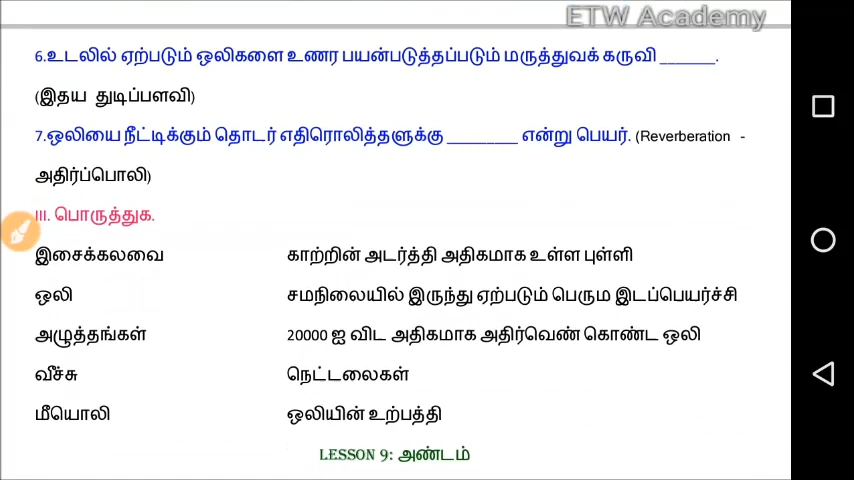 ETW Academy
6.உடலில் ஏற்படும் ஒலிகளை உணர பயன்படுத்தப்படும் மருத்துவக் கருவி ______.
(இதய துடிப்பளவி)
7.ஒலியை நீட்டிக்கும் தொடர் எதிரொலித்தளுக்கு ________ என்று பெயர். (Reverberation -
அதிர்ப்பொலி)
III. பொருத்துக.
இசைக்கலவை காற்றின் அடர்த்தி அதிகமாக உள்ள புள்ளி
ஒலி சமநிலையில் இருந்து ஏற்படும் பெரும இடப்பெயர்ச்சி
அழுத்தங்கள் 20000 ஐ விட அதிகமாக அதிர்வெண் கொண்ட ஒலி
வீச்சு நெட்டலைகள்
மீயொலி ஒலியின் உற்பத்தி
LESSON 9: அண்டம்